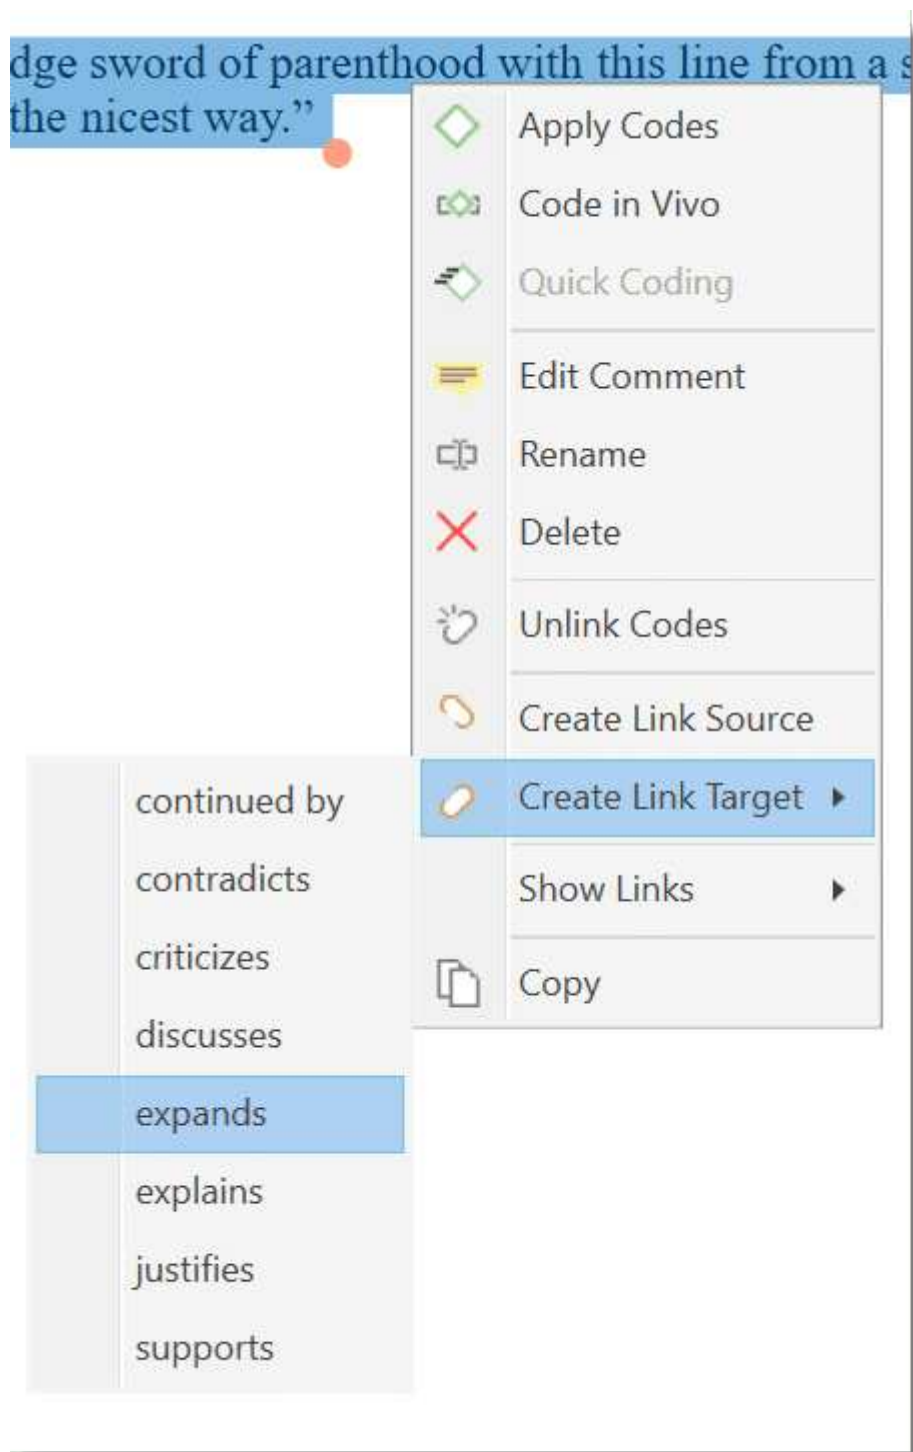 dge sword of parenthood with this line from a s
the nicest way.”
Apply Codes
Code in Vivo
Quick Coding
Edit Comment
Rename
Delete
Unlink Codes
Create Link Source
Create Link Target
Show Links
Copy
continued by
contradicts
criticizes
discusses
expands
explains
justifies
supports